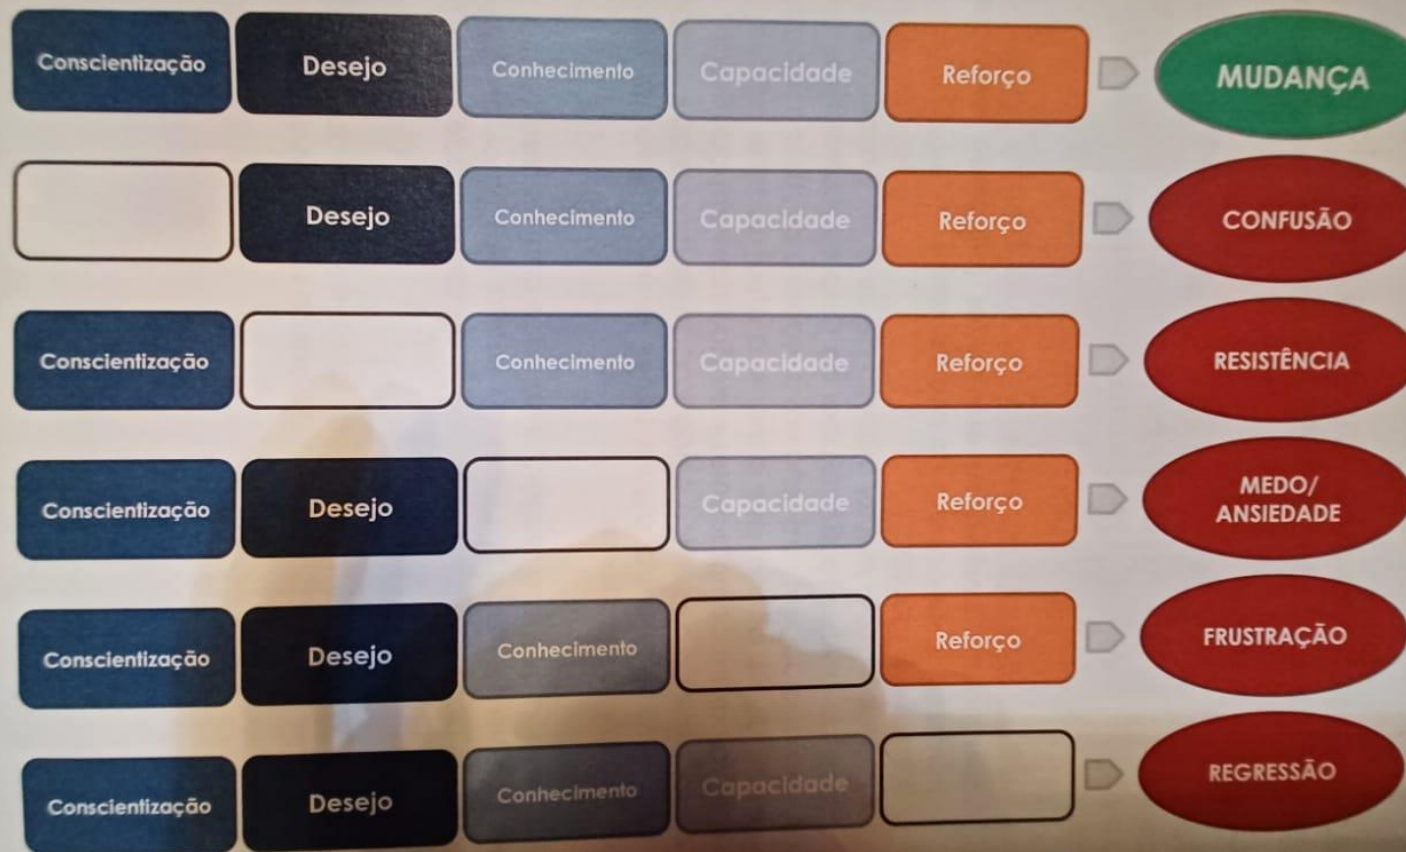 Conscientização Desejo Conhecimento Capacidade Reforço MUDANÇA
Desejo Conhecimento Capacidade Reforço CONFUSÃO
Conscientização Conhecimento Capacidade Reforço RESISTÊNCIA
Conscientização Desejo Capacidade Reforço MEDO/
ANSIEDADE
Conscientização Desejo Conhecimento Reforço FRUSTRAÇÃO
Conscientização Desejo Conhecimento Capacidade REGRESSÃO